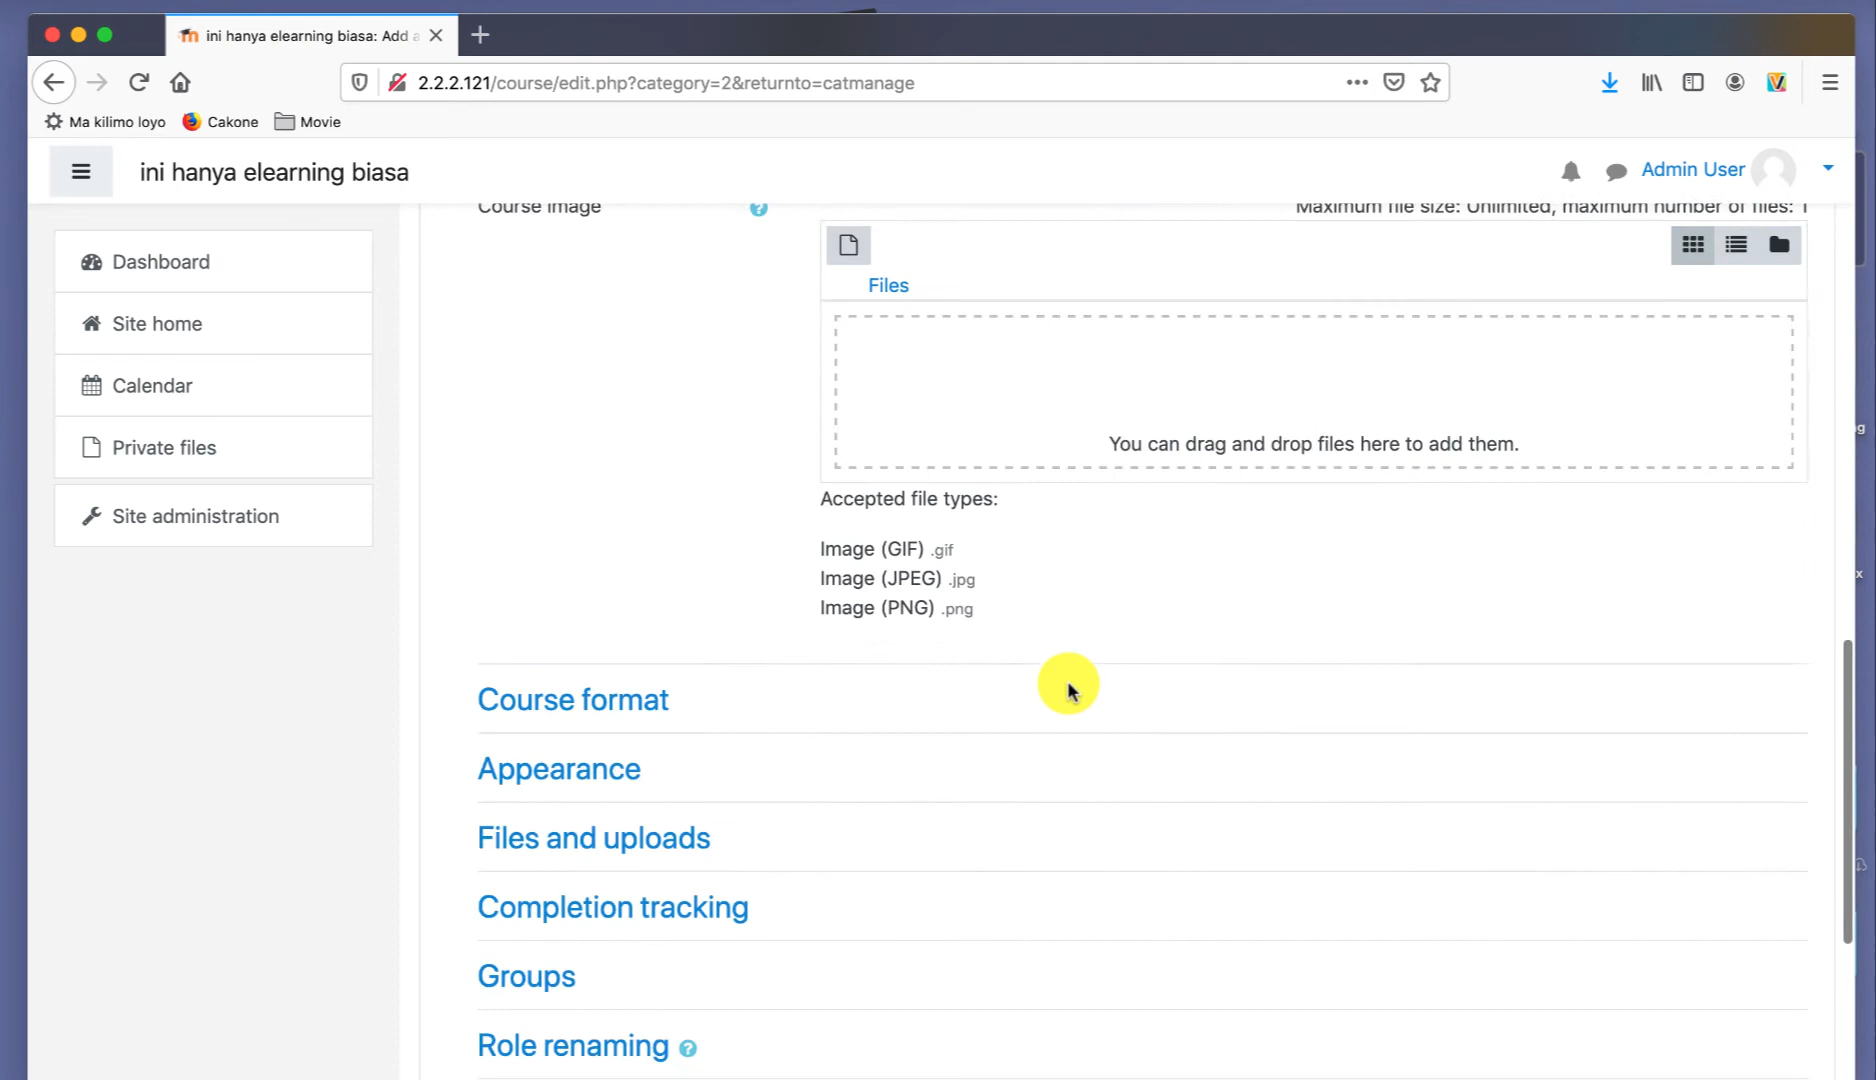 ini hanya elearning biasa: Add a
2.2.2.121/course/edit.php?category=2&returnto=catmanage
Ma kilimo loyo
Cakone
Movie
ini hanya elearning biasa
Admin User
Course image
Maximum file size: Unlimited, maximum number of files: 1
Dashboard
Site home
Calendar
Private files
Site administration
Files
You can drag and drop files here to add them.
Accepted file types:
Image (GIF) .gif
Image (JPEG) .jpg
Image (PNG) .png
Course format
Appearance
Files and uploads
Completion tracking
Groups
Role renaming